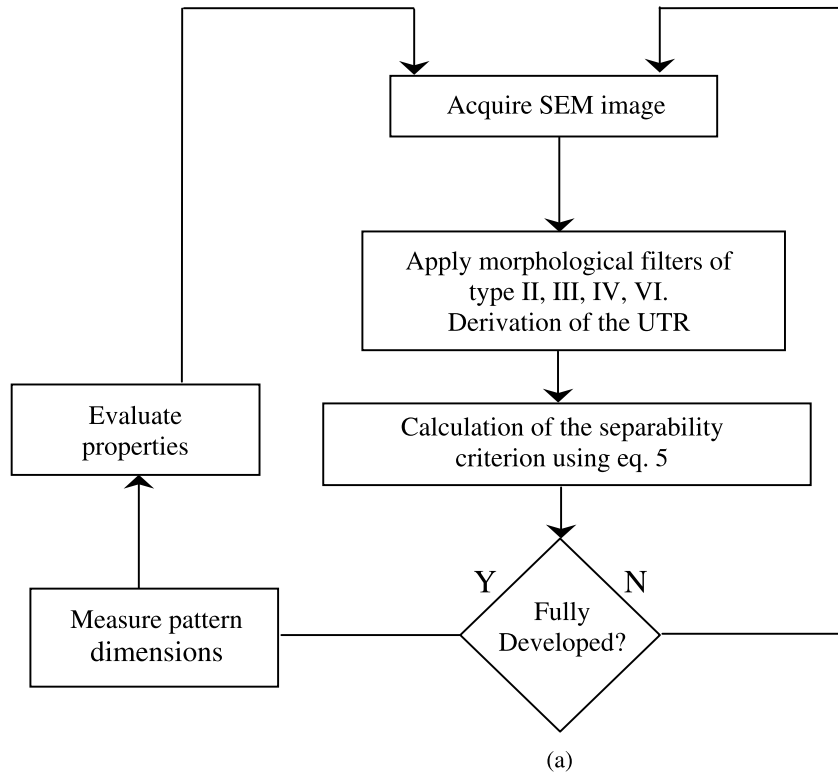 Acquire SEM image
Apply morphological filters of
type II, III, IV, VI.
Derivation of the UTR
Evaluate
properties
Calculation of the separability
criterion using eq. 5
Y
N
Measure pattern
dimensions
Fully
Developed?
(a)